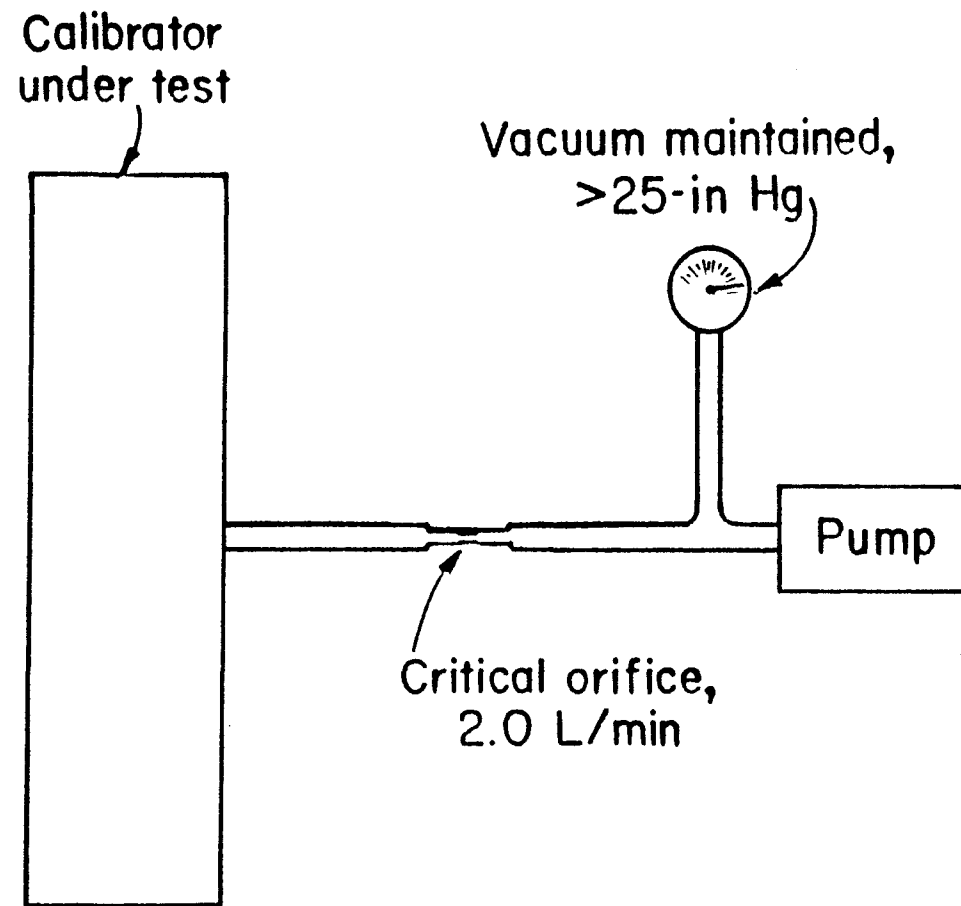 Calibrator
under test
Vacuum maintained,
>25-in Hg
Pump
Critical orifice,
2.0 L/min